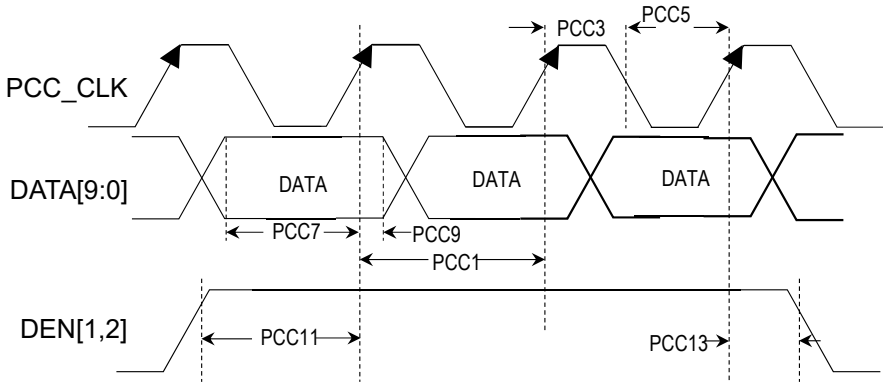 PCC3
PCC5
PCC_CLK
DATA[9:0]
DATA
DATA
DATA
PCC7
PCC9
PCC1
DEN[1,2]
PCC11
PCC13